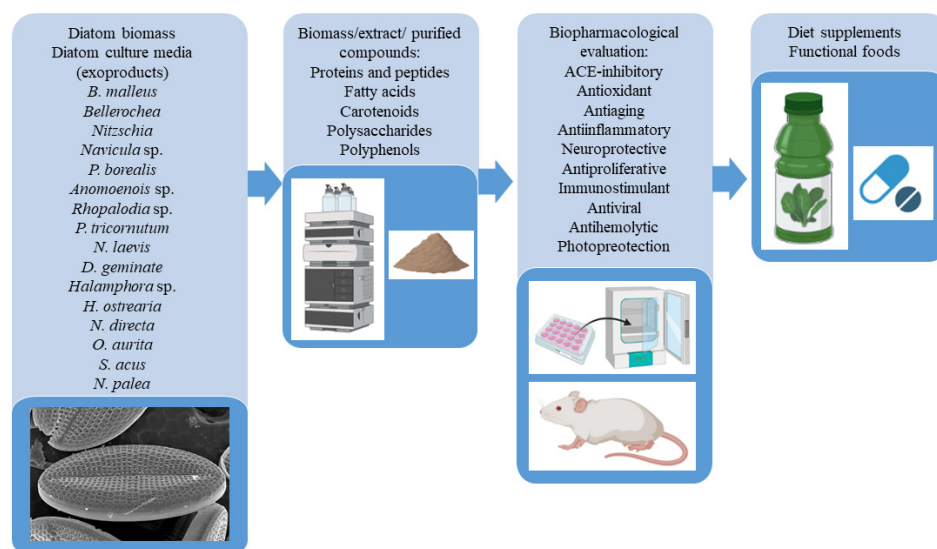 Diatom biomass
Diatom culture media
(exoproducts)
B. malleus
Bellerochea
Nitzschia
Navicula sp.
P. borealis
Anomoenois sp.
Rhopalodia sp.
P. tricornutum
N. laevis
D. geminate
Halamphora sp.
H. ostrearia
N. directa
O. aurita
S. acus
N. palea
Biomass/extract/ purified
compounds:
Proteins and peptides
Fatty acids
Carotenoids
Polysaccharides
Polyphenols
Biopharmacological
evaluation:
ACE-inhibitory
Antioxidant
Antiaging
Antiinflammatory
Neuroprotective
Antiproliferative
Immunostimulant
Antiviral
Antihemolytic
Photopreotection
Diet supplements
Functional foods